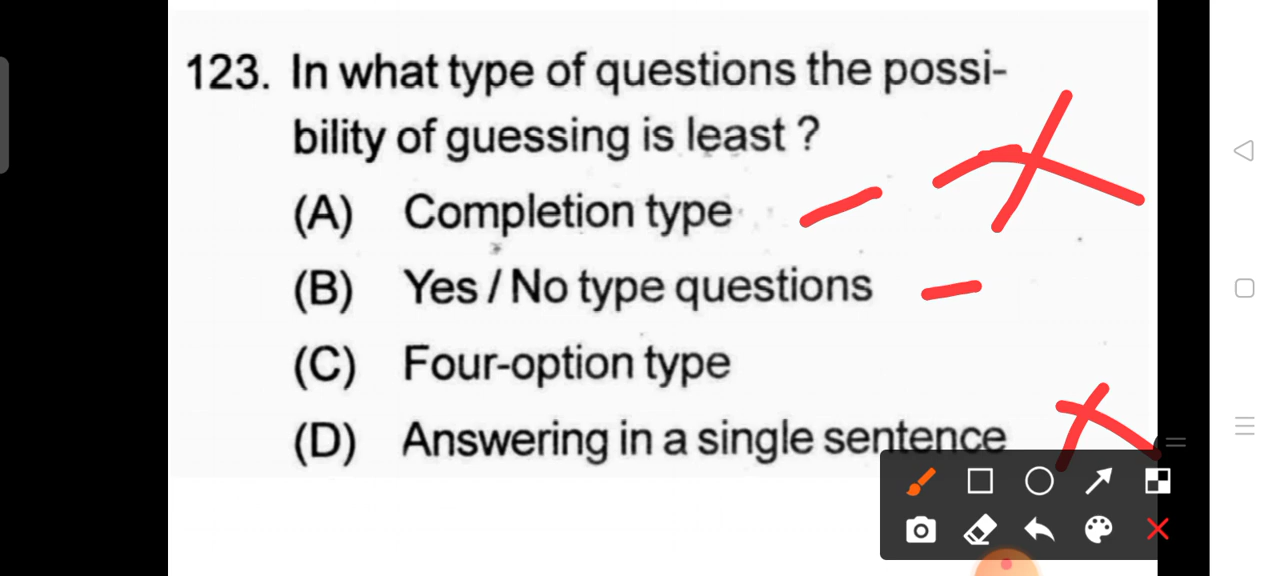 123. In what type of questions the possi-
bility of guessing is least ?
(A) Completion type
(B) Yes / No type questions
(C) Four-option type
(D) Answering in a single sentence